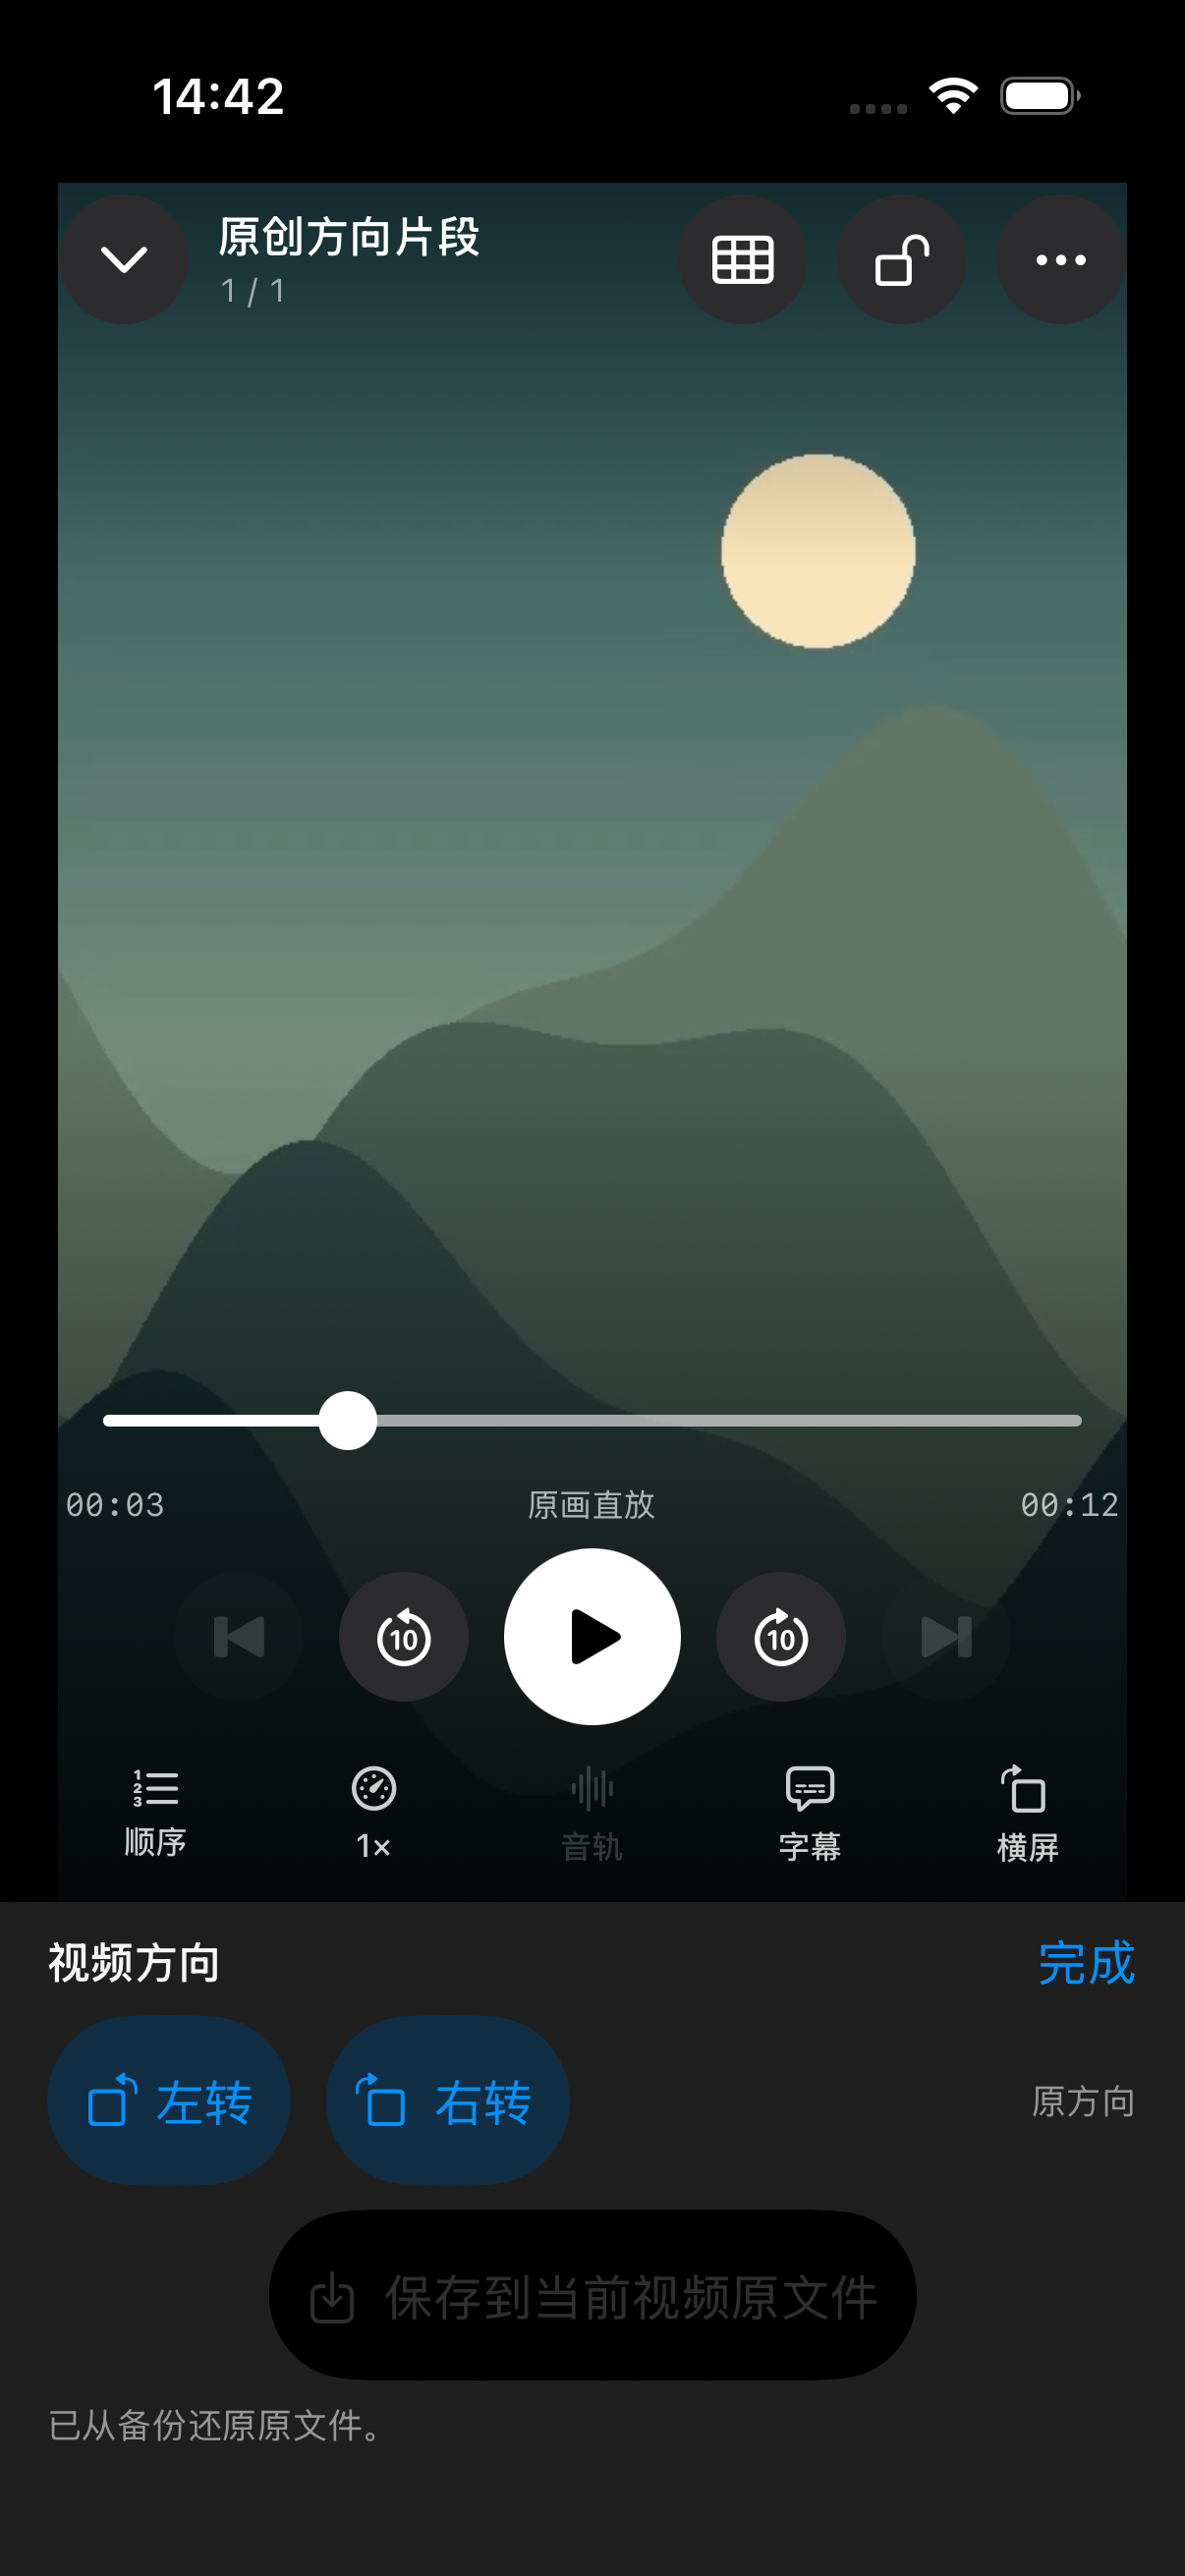 14:42
原创方向片段
1 / 1
00:03 原画直放 00:12
10 10
1
2
3
顺序 1× 音轨 字幕 横屏
视频方向 完成
左转 右转 原方向
保存到当前视频原文件
已从备份还原原文件。